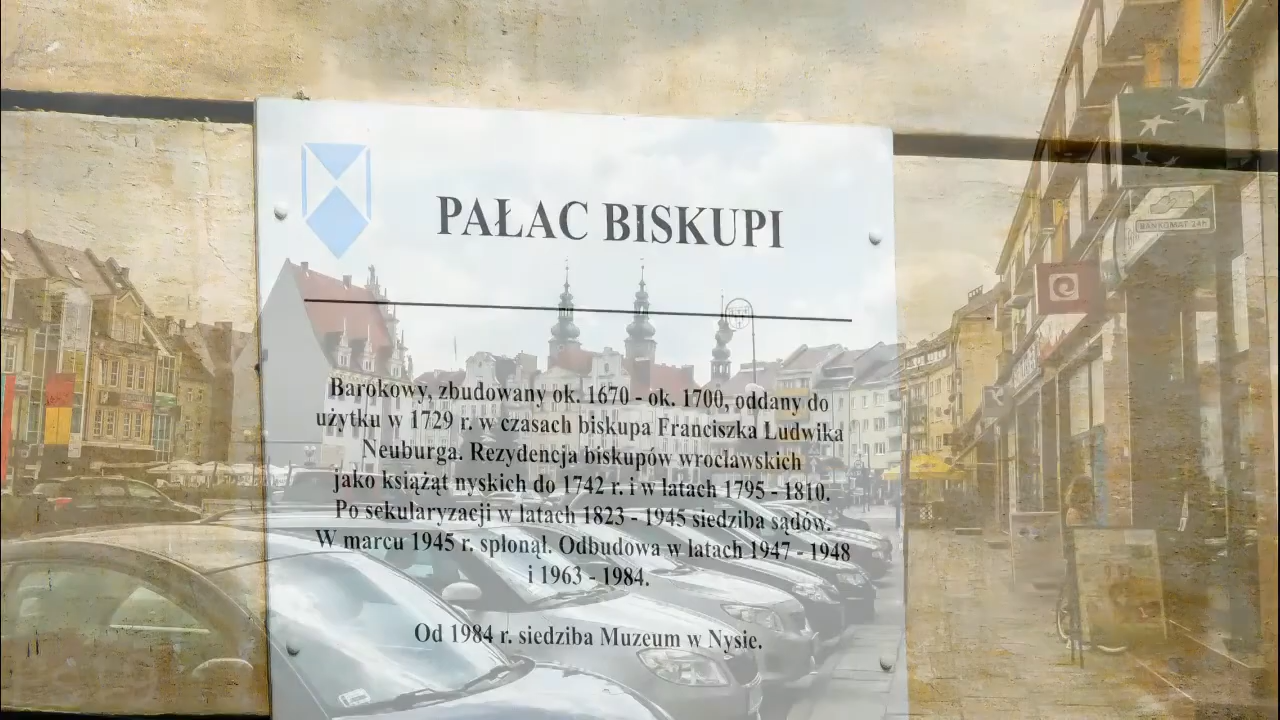 PAŁAC BISKUPI
Barokowy, zbudowany ok. 1670 - ok. 1700, oddany do
użytku w 1729 r. w czasach biskupa Franciszka Ludwika
Neuburga. Rezydencja biskupów wrocławskich
jako książąt nyskich do 1742 r. i w latach 1795 - 1810.
Po sekularyzacji w latach 1823 - 1945 siedziba sądów.
W marcu 1945 r. spłonął. Odbudowa w latach 1947 - 1948
i 1963 - 1984.
Od 1984 r. siedziba Muzeum w Nysie.
BANKOMAT 24H